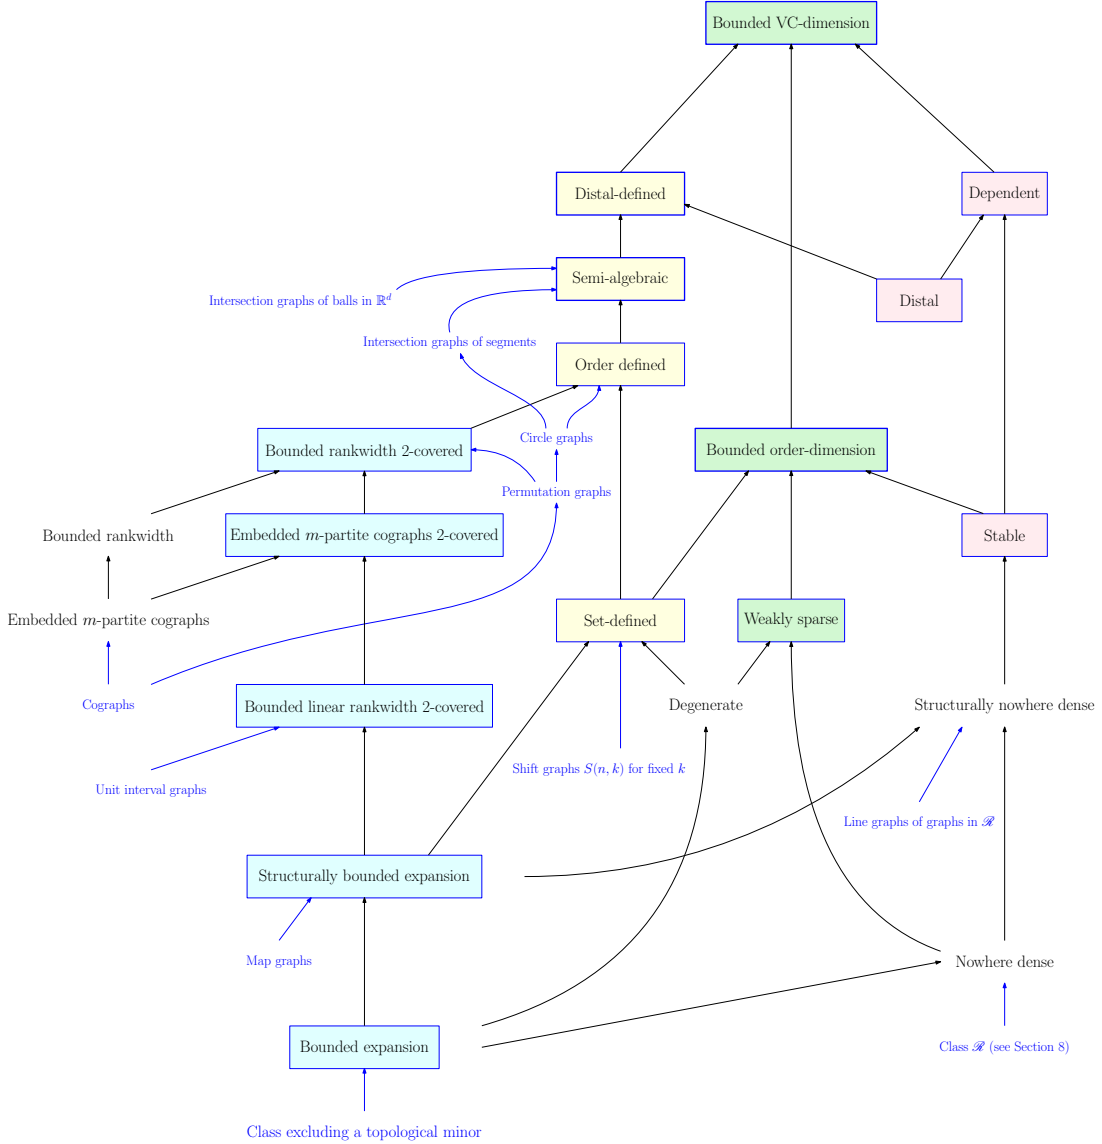 Bounded VC-dimension
Distal-defined
Dependent
Semi-algebraic
Distal
Intersection graphs of balls in ℝ^d
Intersection graphs of segments
Order defined
Circle graphs
Bounded rankwidth 2-covered
Bounded order-dimension
Permutation graphs
Bounded rankwidth
Embedded m-partite cographs 2-covered
Stable
Embedded m-partite cographs
Set-defined
Weakly sparse
Cographs
Bounded linear rankwidth 2-covered
Degenerate
Structurally nowhere dense
Shift graphs S(n, k) for fixed k
Unit interval graphs
Line graphs of graphs in ℛ
Structurally bounded expansion
Map graphs
Nowhere dense
Bounded expansion
Class ℛ (see Section 8)
Class excluding a topological minor